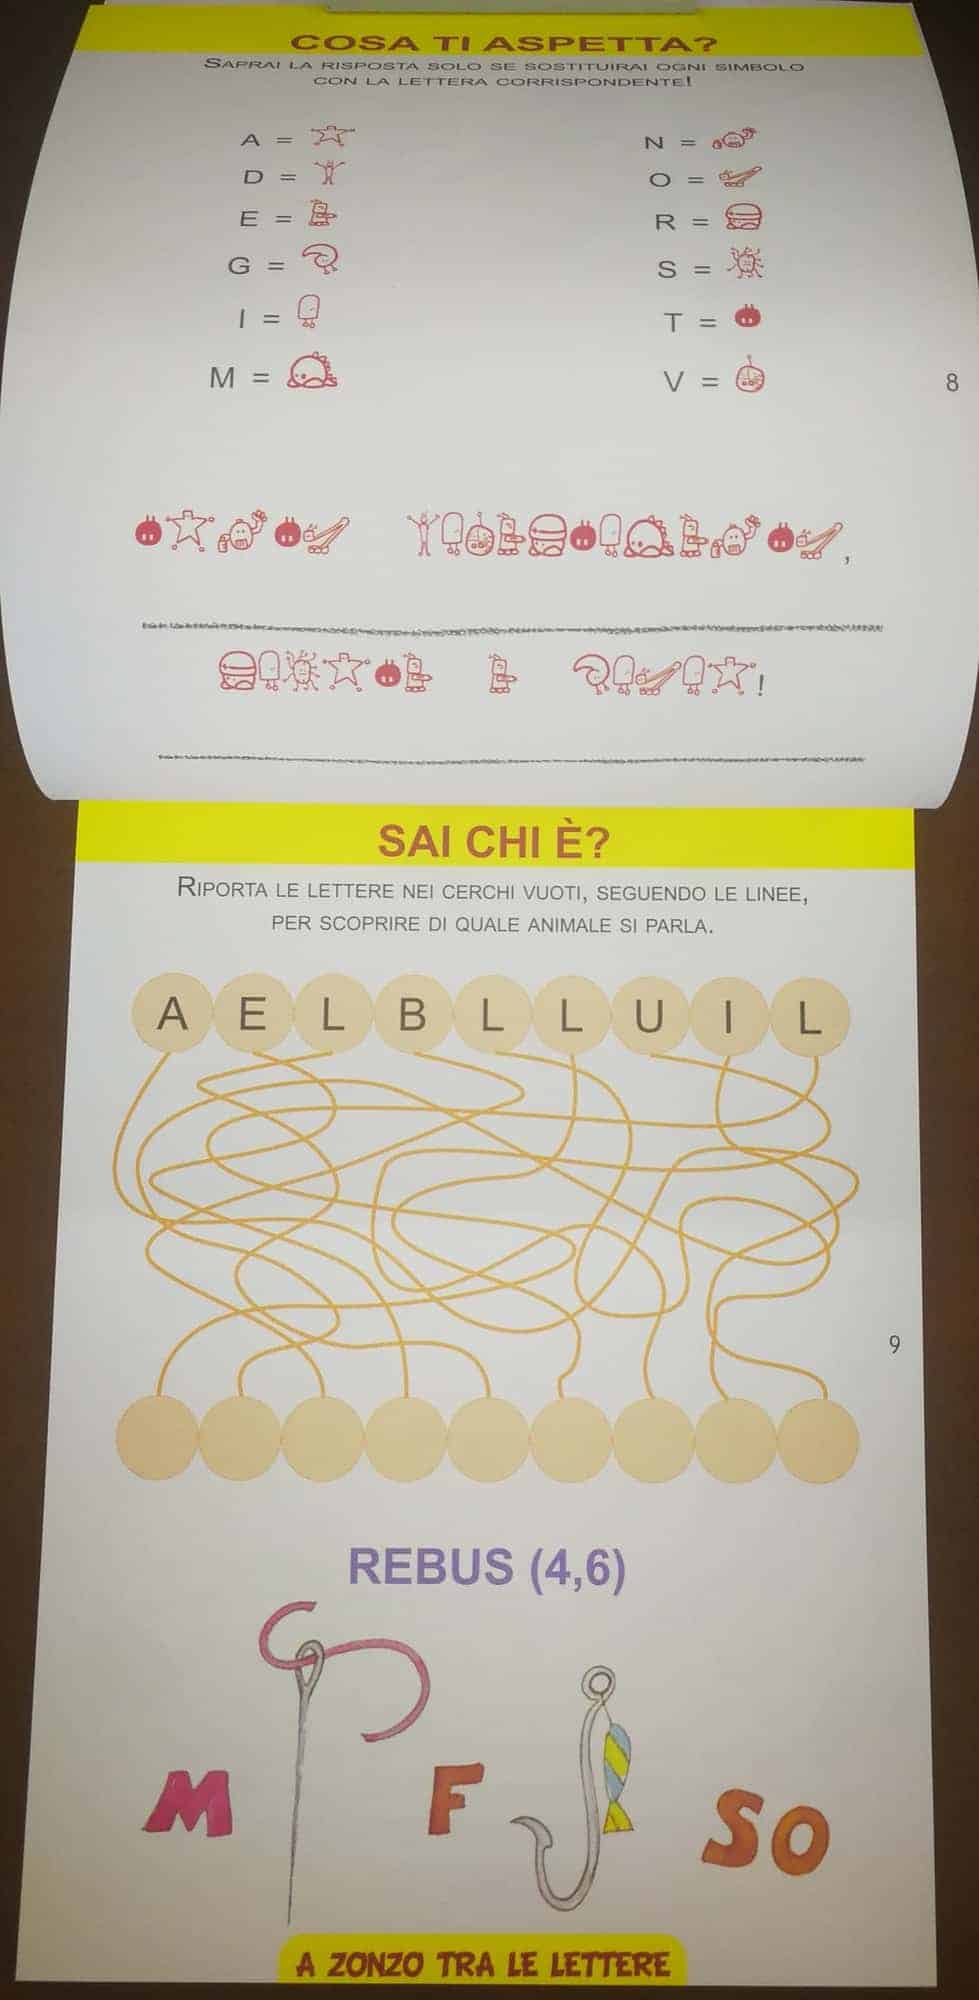 COSA TI ASPETTA?
SAPRAI LA RISPOSTA SOLO SE SOSTITUIRAI OGNI SIMBOLO
CON LA LETTERA CORRISPONDENTE!
A =
N =
D =
O =
E =
R =
G =
S =
I =
T =
M =
V =
8
,
!
SAI CHI È?
RIPORTA LE LETTERE NEI CERCHI VUOTI, SEGUENDO LE LINEE,
PER SCOPRIRE DI QUALE ANIMALE SI PARLA.
A E L B L L U I L
9
REBUS (4,6)
M F SO
A ZONZO TRA LE LETTERE